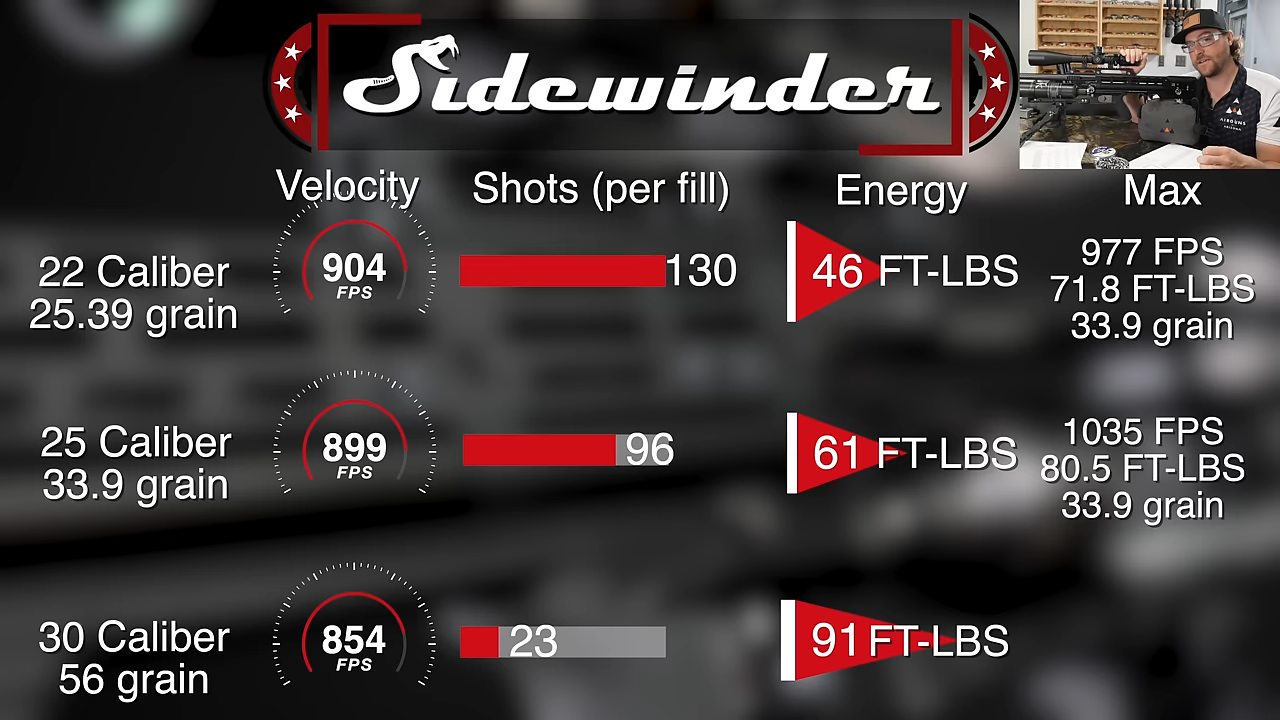 Sidewinder
Velocity
Shots (per fill)
Energy
Max
22 Caliber
25.39 grain
904
FPS
130
46 FT-LBS
977 FPS
71.8 FT-LBS
33.9 grain
25 Caliber
33.9 grain
899
FPS
96
61 FT-LBS
1035 FPS
80.5 FT-LBS
33.9 grain
30 Caliber
56 grain
854
FPS
23
91 FT-LBS